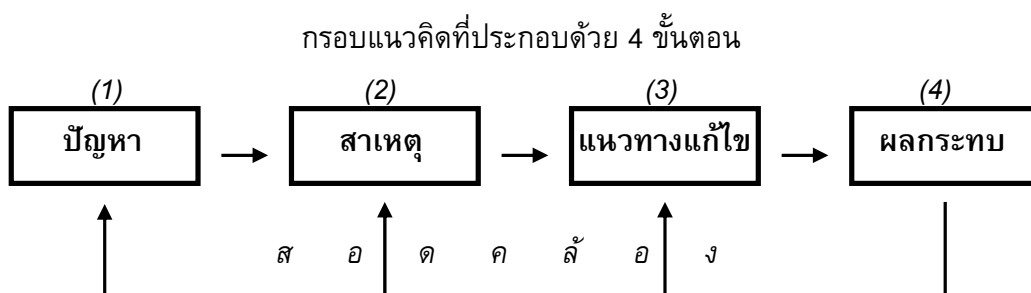 กรอบแนวคิดที่ประกอบด้วย 4 ขั้นตอน
(1) (2) (3) (4)
ปัญหา สาเหตุ แนวทางแก้ไข ผลกระทบ
ส อ ด ค ล้ อ ง